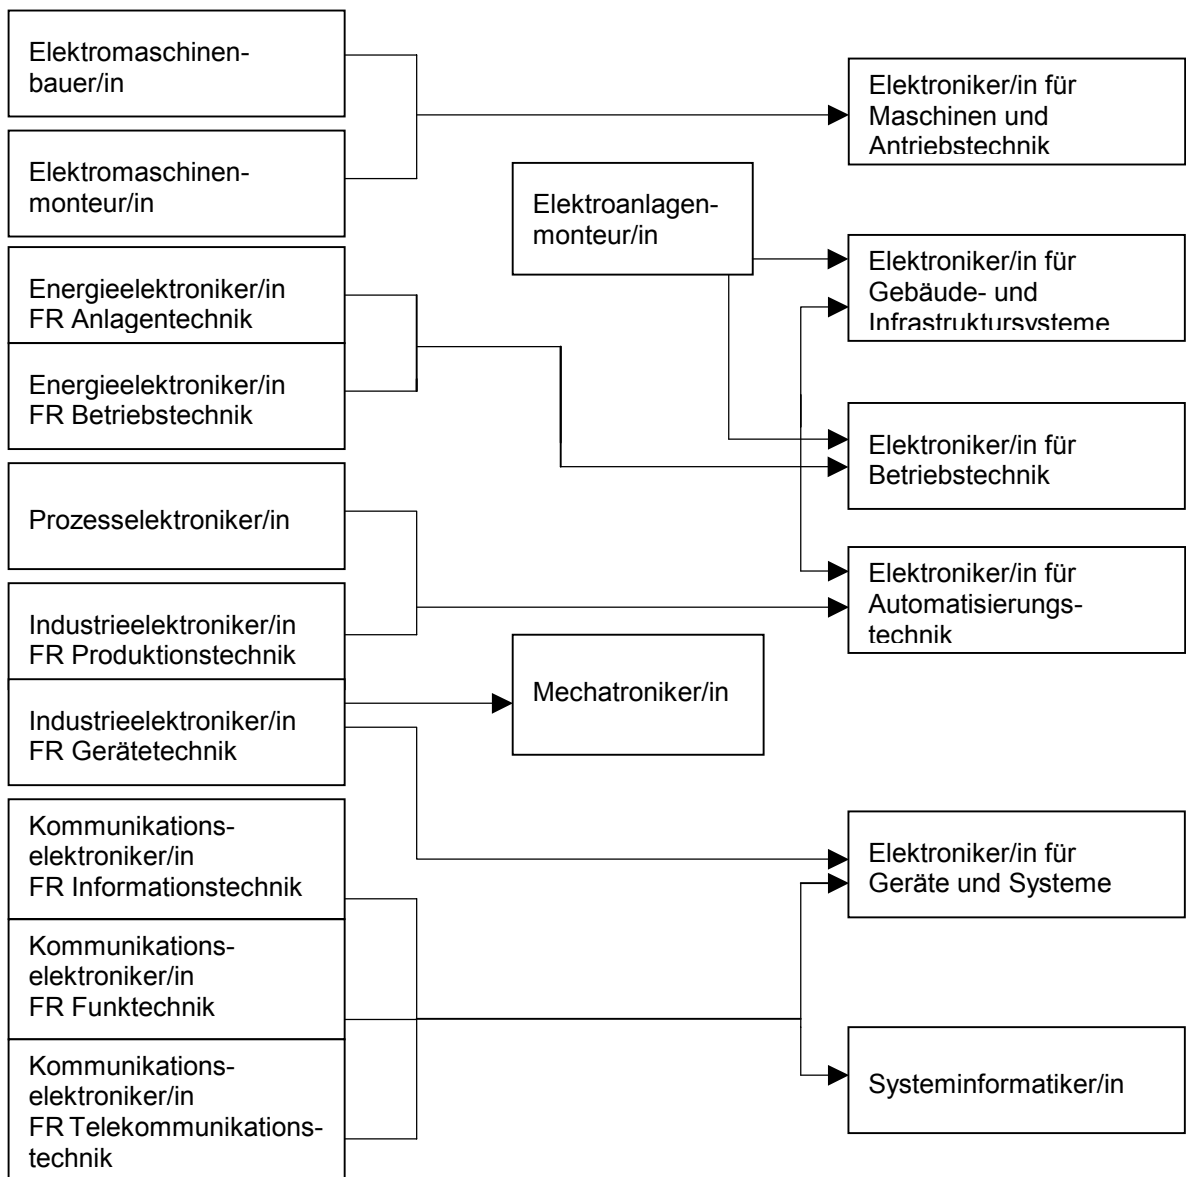 Elektromaschinen-
bauer/in
Elektromaschinen-
monteur/in
Energieelektroniker/in
FR Anlagentechnik
Energieelektroniker/in
FR Betriebstechnik
Prozesselektroniker/in
Industrieelektroniker/in
FR Produktionstechnik
Industrieelektroniker/in
FR Gerätetechnik
Kommunikations-
elektroniker/in
FR Informationstechnik
Kommunikations-
elektroniker/in
FR Funktechnik
Kommunikations-
elektroniker/in
FR Telekommunikations-
technik
Elektroanlagen-
monteur/in
Mechatroniker/in
Elektroniker/in für
Maschinen und
Antriebstechnik
Elektroniker/in für
Gebäude- und
Infrastruktursysteme
Elektroniker/in für
Betriebstechnik
Elektroniker/in für
Automatisierungs-
technik
Elektroniker/in für
Geräte und Systeme
Systeminformatiker/in